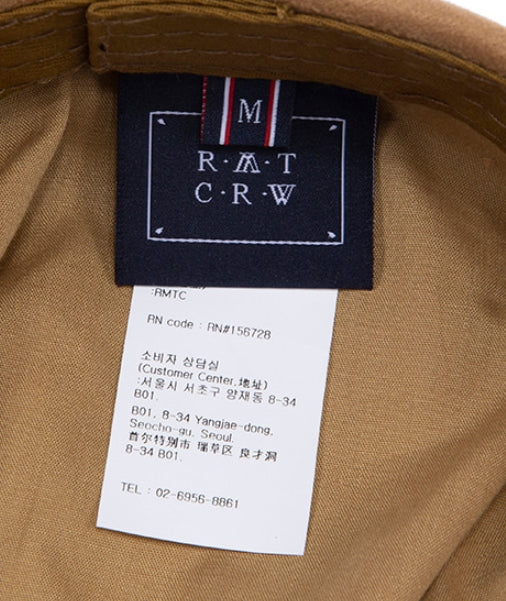 M
R·M·T
C·R·W
:RMTC
RN code : RN#156728
소비자 상담실
(Customer Center,地址)
:서울시 서초구 양재동 8-34
B01.
B01, 8-34 Yangjae-dong,
Seocho-gu, Seoul.
首尔特別市 瑞草区 良才洞
8-34 B01.
TEL : 02-6956-8861